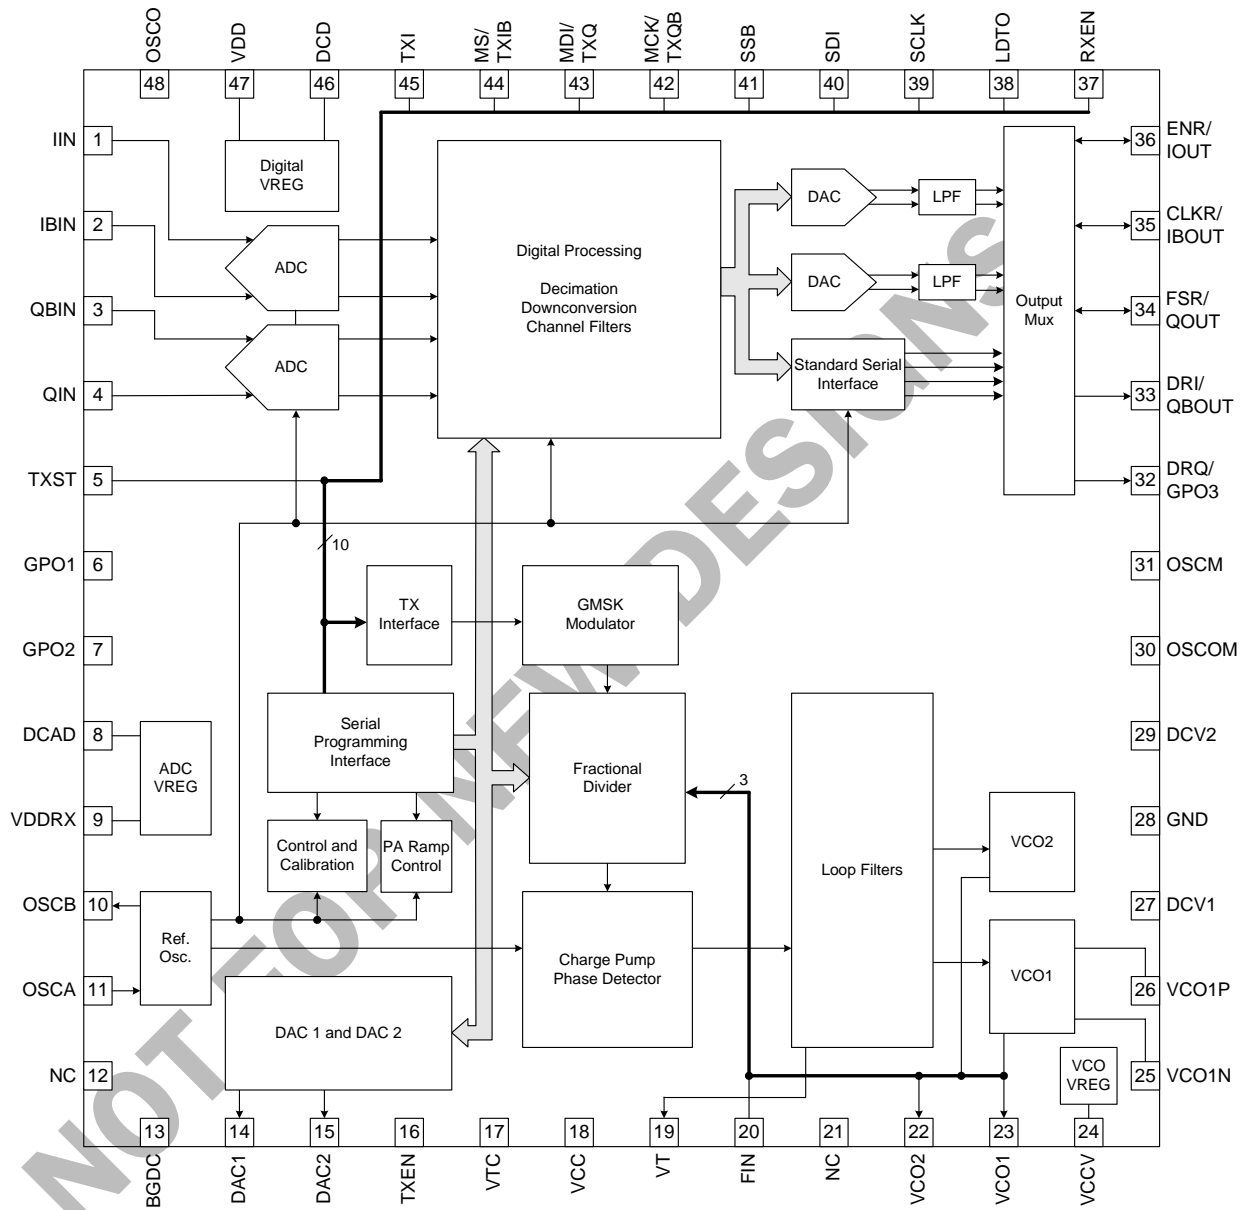 OSCO
VDD
DCD
TXI
MS/
TXIB
MDI/
TXQ
MCK/
TXQB
SSB
SDI
SCLK
LDTO
RXEN
48
47
46
45
44
43
42
41
40
39
38
37
IIN 1
IBIN 2
QBIN 3
QIN 4
TXST 5
GPO1 6
GPO2 7
DCAD 8
VDDRX 9
OSCB 10
OSCA 11
NC 12
Digital
VREG
ADC
ADC
Digital Processing
Decimation
Downconversion
Channel Filters
DAC
LPF
DAC
LPF
Standard Serial
Interface
Output
Mux
36 ENR/
IOUT
35 CLKR/
IBOUT
34 FSR/
QOUT
33 DRI/
QBOUT
32 DRQ/
GPO3
31 OSCM
30 OSCOM
29 DCV2
28 GND
27 DCV1
26 VCO1P
25 VCO1N
10
TX
Interface
GMSK
Modulator
Serial
Programming
Interface
ADC
VREG
Fractional
Divider
3
Control and
Calibration
PA Ramp
Control
Loop Filters
VCO2
Ref.
Osc.
Charge Pump
Phase Detector
VCO1
DAC 1 and DAC 2
VCO
VREG
13
14
15
16
17
18
19
20
21
22
23
24
BGDC
DAC1
DAC2
TXEN
VTC
VCC
VT
FIN
NC
VCO2
VCO1
VCCV
NOT FOR NEW DESIGNS